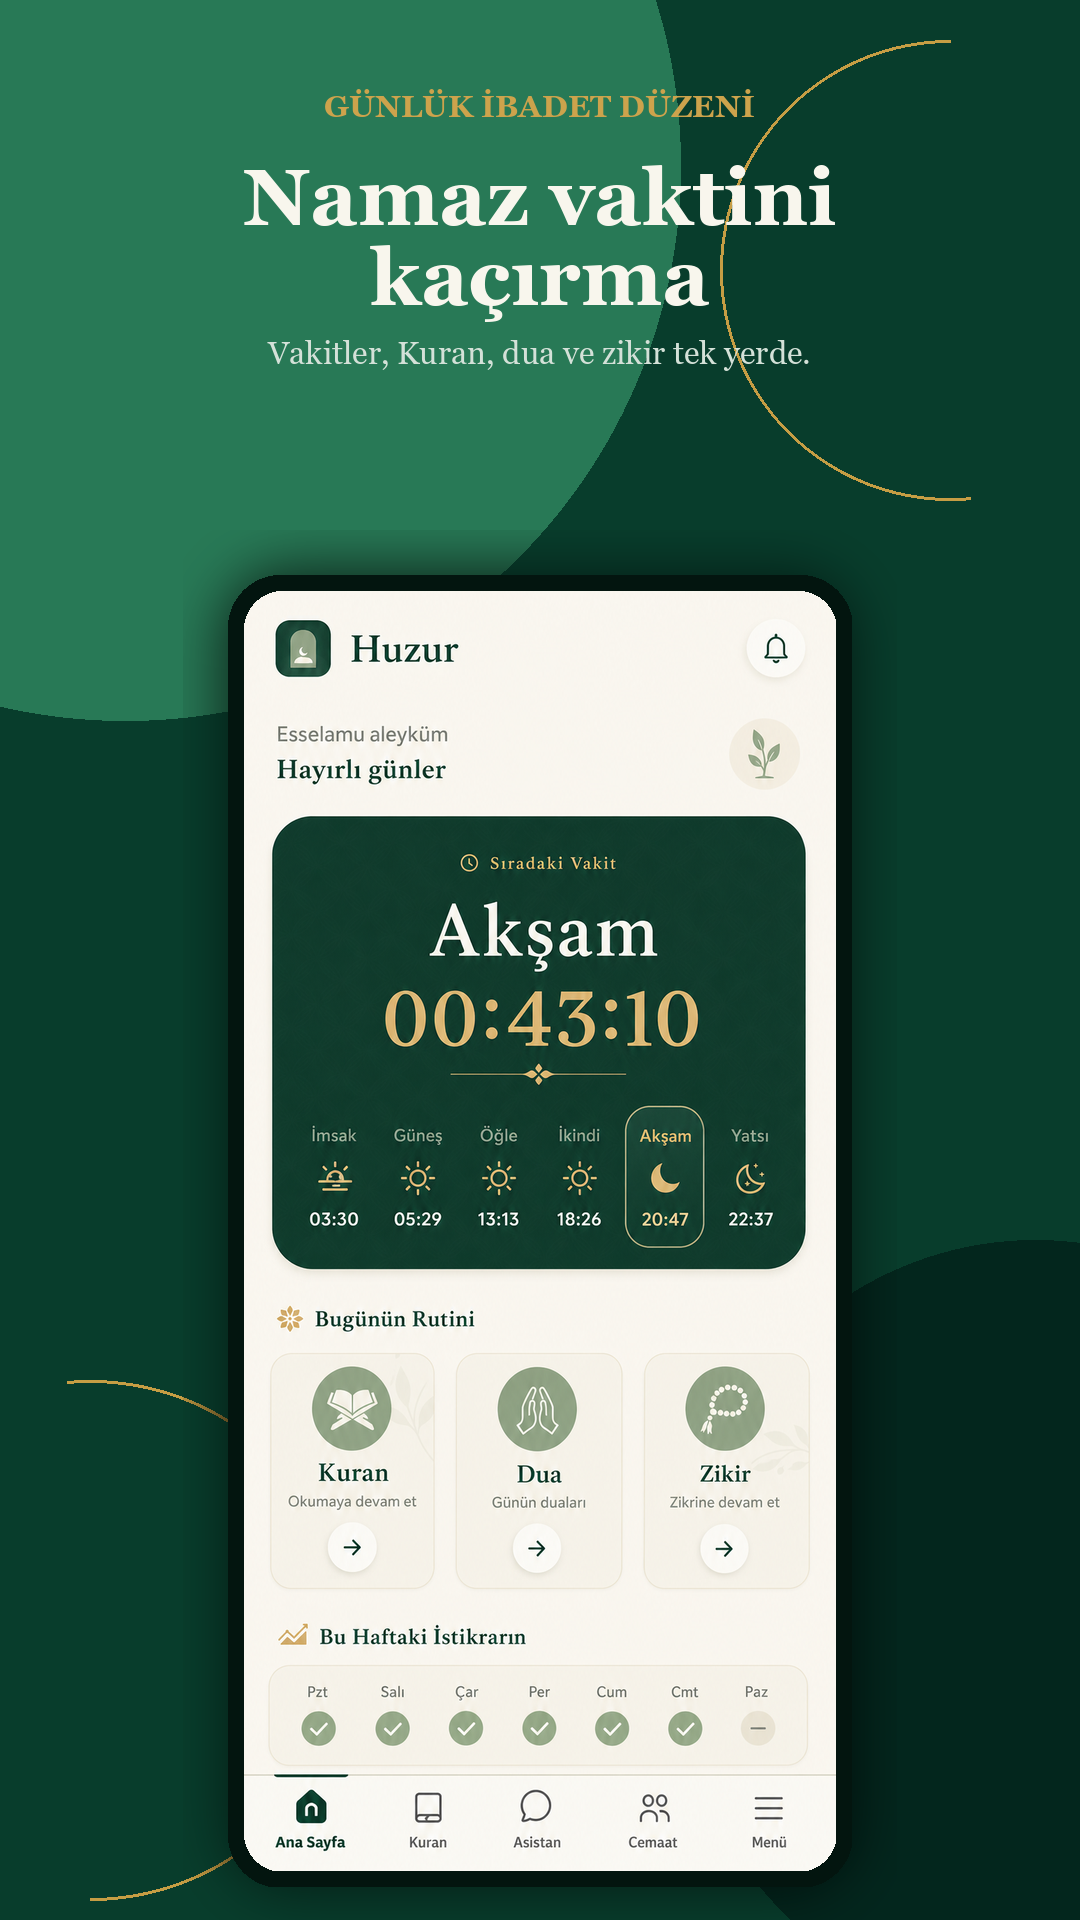 GÜNLÜK İBADET DÜZENİ
Namaz vaktini
kaçırma
Vakitler, Kuran, dua ve zikir tek yerde.
Huzur
Esselamu aleyküm
Hayırlı günler
Sıradaki Vakit
Akşam
00:43:10
İmsak Güneş Öğle İkindi Akşam Yatsı
03:30 05:29 13:13 18:26 20:47 22:37
Bugünün Rutini
Kuran Dua Zikir
Okumaya devam et Günün duaları Zikrine devam et
Bu Haftaki İstikrarın
Pzt Salı Çar Per Cum Cmt Paz
Ana Sayfa Kuran Asistan Cemaat Menü